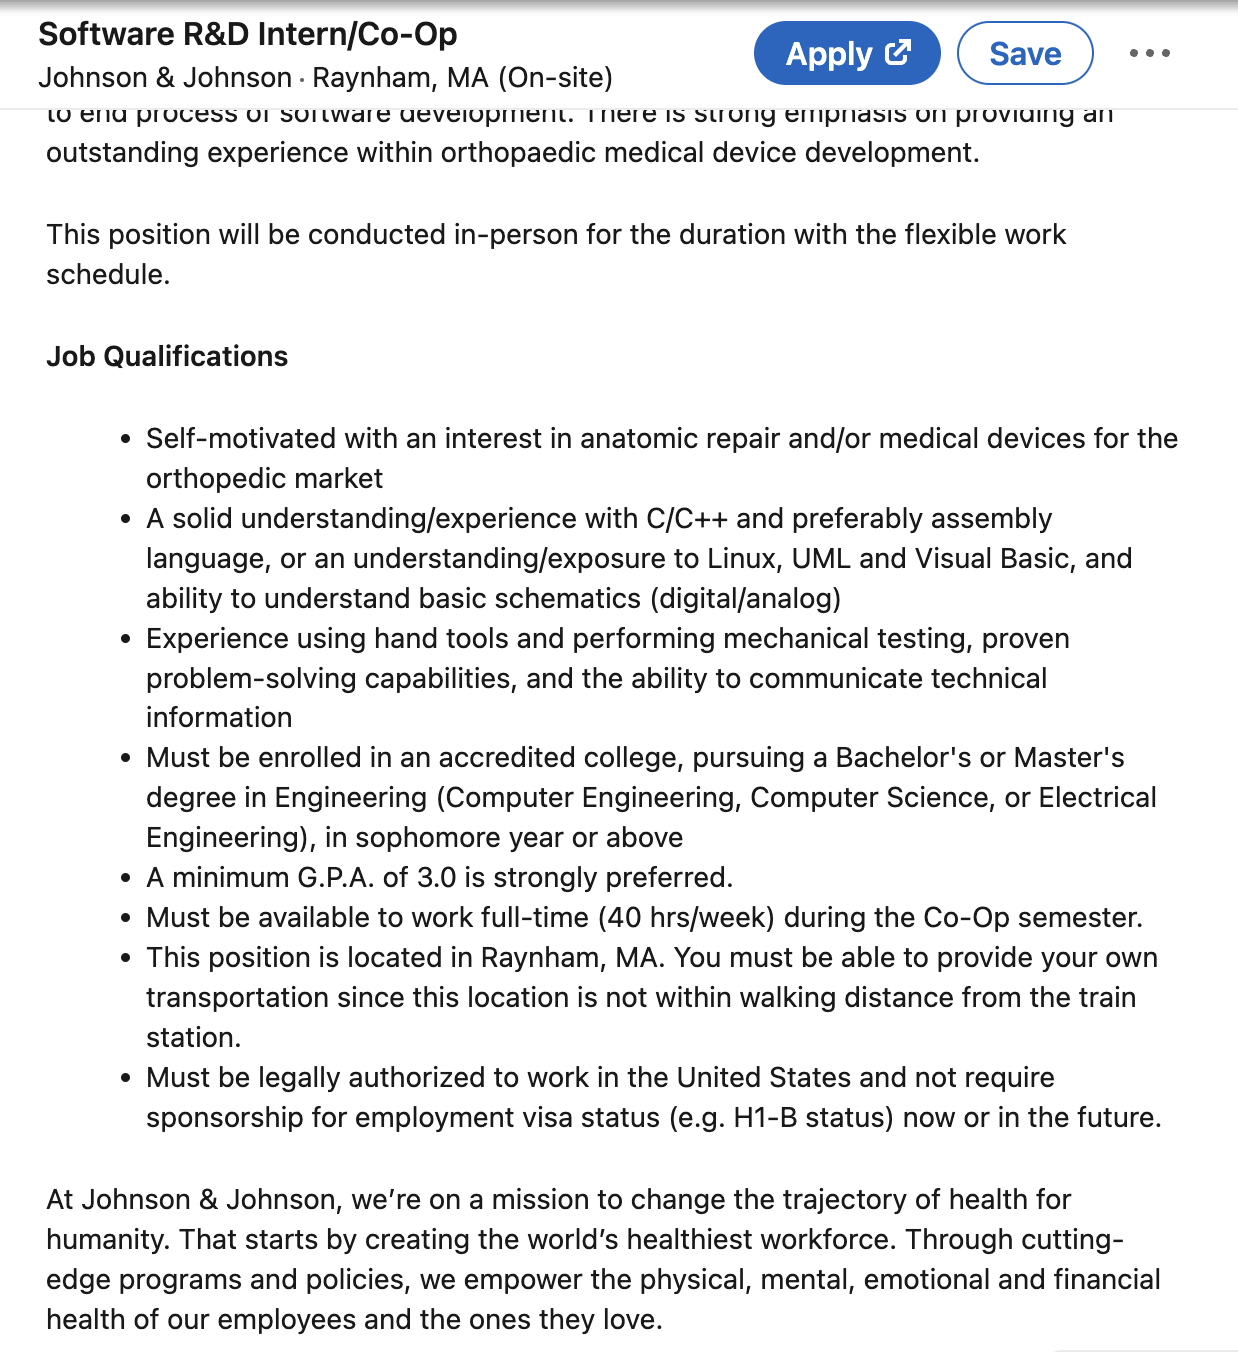 Software R&D Intern/Co-Op
Johnson & Johnson · Raynham, MA (On-site)
Apply
Save
to end process of software development. There is strong emphasis on providing an
outstanding experience within orthopaedic medical device development.
This position will be conducted in-person for the duration with the flexible work
schedule.
Job Qualifications
• Self-motivated with an interest in anatomic repair and/or medical devices for the
orthopedic market
• A solid understanding/experience with C/C++ and preferably assembly
language, or an understanding/exposure to Linux, UML and Visual Basic, and
ability to understand basic schematics (digital/analog)
• Experience using hand tools and performing mechanical testing, proven
problem-solving capabilities, and the ability to communicate technical
information
• Must be enrolled in an accredited college, pursuing a Bachelor's or Master's
degree in Engineering (Computer Engineering, Computer Science, or Electrical
Engineering), in sophomore year or above
• A minimum G.P.A. of 3.0 is strongly preferred.
• Must be available to work full-time (40 hrs/week) during the Co-Op semester.
• This position is located in Raynham, MA. You must be able to provide your own
transportation since this location is not within walking distance from the train
station.
• Must be legally authorized to work in the United States and not require
sponsorship for employment visa status (e.g. H1-B status) now or in the future.
At Johnson & Johnson, we’re on a mission to change the trajectory of health for
humanity. That starts by creating the world’s healthiest workforce. Through cutting-
edge programs and policies, we empower the physical, mental, emotional and financial
health of our employees and the ones they love.